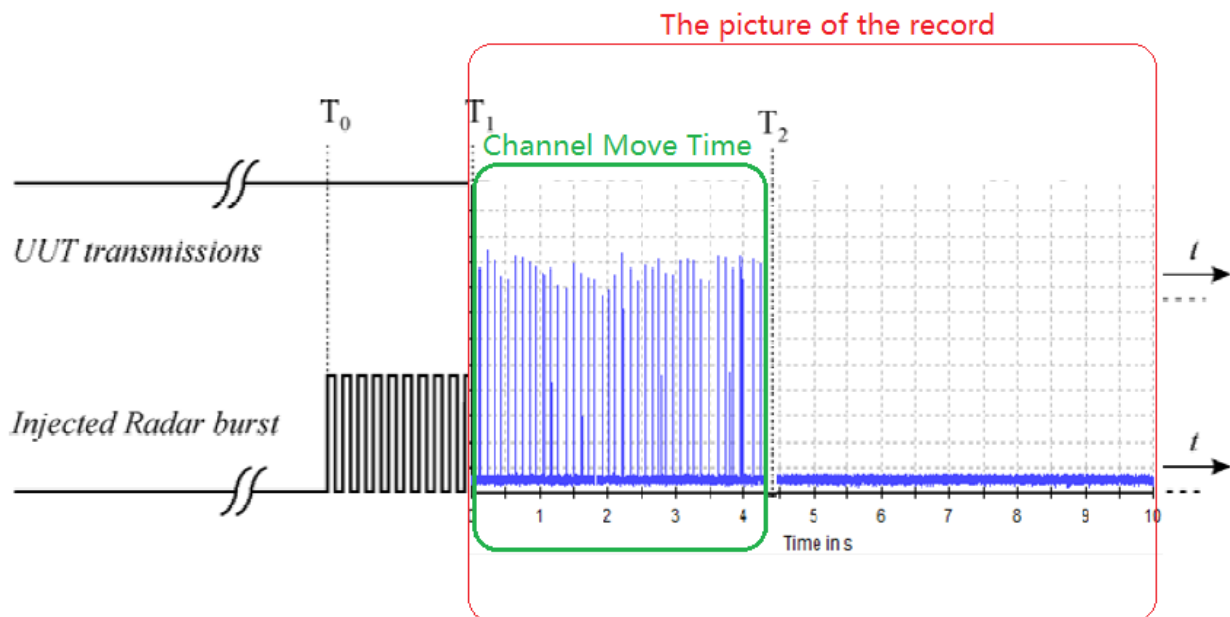 The picture of the record
T0
T1
T2
Channel Move Time
UUT transmissions
t
Injected Radar burst
t
1 2 3 4 5 6 7 8 9 10
Time in s